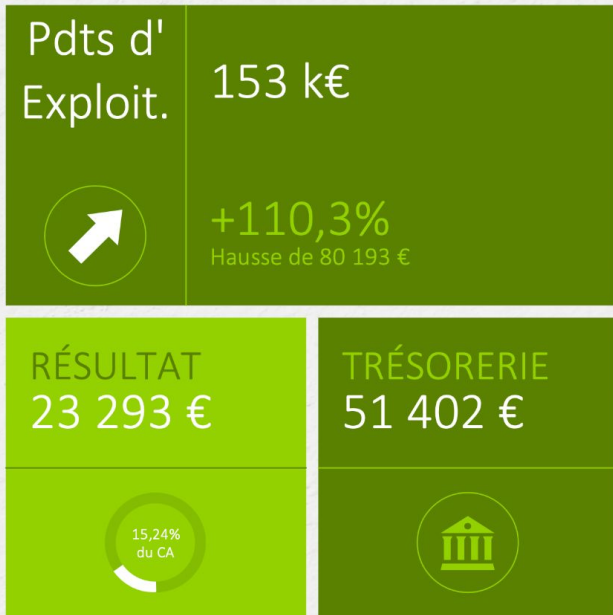 Pdts d'
Exploit.
153 k€
+110,3%
Hausse de 80 193 €
RÉSULTAT
23 293 €
15,24%
du CA
TRÉSORERIE
51 402 €